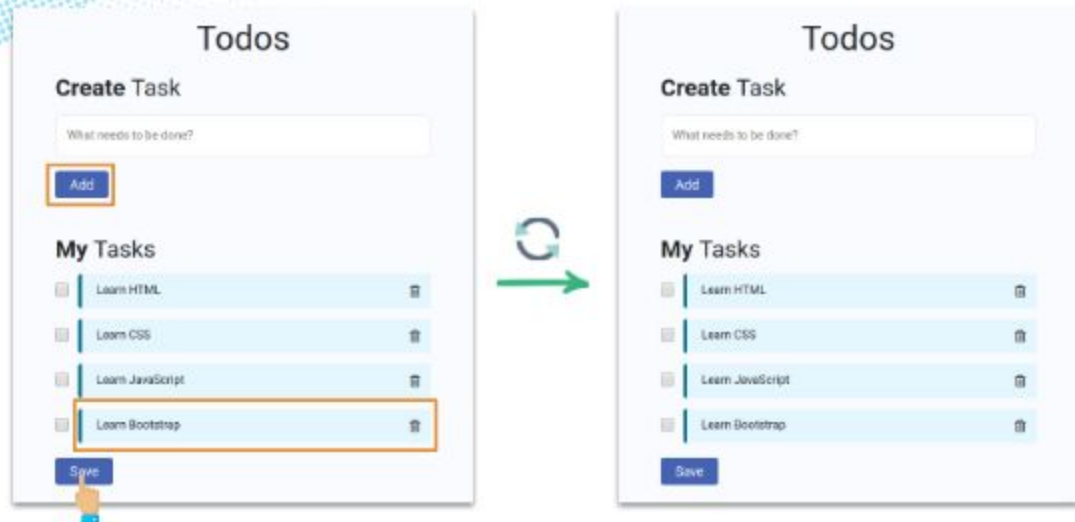 Todos
Create Task
What needs to be done?
Add
My Tasks
Learn HTML
Learn CSS
Learn JavaScript
Learn Bootstrap
Save
Todos
Create Task
What needs to be done?
Add
My Tasks
Learn HTML
Learn CSS
Learn JavaScript
Learn Bootstrap
Save